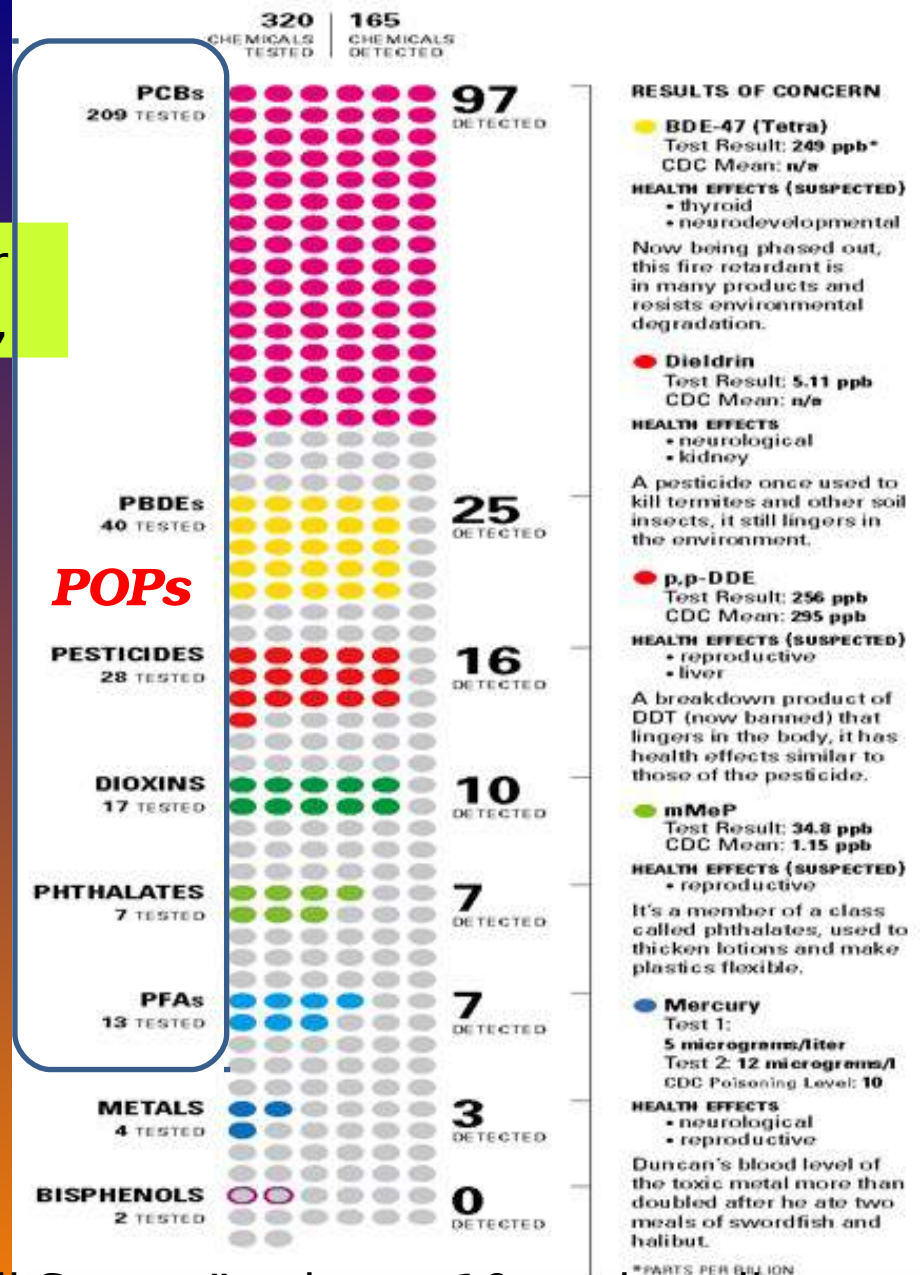 320
CHEMICALS
TESTED
165
CHEMICALS
DETECTED
PCBs
209 TESTED
97
DETECTED
PBDEs
40 TESTED
25
DETECTED
POPs
PESTICIDES
28 TESTED
16
DETECTED
DIOXINS
17 TESTED
10
DETECTED
PHTHALATES
7 TESTED
7
DETECTED
PFAs
13 TESTED
7
DETECTED
METALS
4 TESTED
3
DETECTED
BISPHENOLS
2 TESTED
0
DETECTED
RESULTS OF CONCERN
BDE-47 (Tetra)
Test Result: 249 ppb*
CDC Mean: n/a
HEALTH EFFECTS (SUSPECTED)
• thyroid
• neurodevelopmental
Now being phased out,
this fire retardant is
in many products and
resists environmental
degradation.
Dieldrin
Test Result: 5.11 ppb
CDC Mean: n/a
HEALTH EFFECTS
• neurological
• kidney
A pesticide once used to
kill termites and other soil
insects, it still lingers in
the environment.
p,p-DDE
Test Result: 256 ppb
CDC Mean: 295 ppb
HEALTH EFFECTS (SUSPECTED)
• reproductive
• liver
A breakdown product of
DDT (now banned) that
lingers in the body, it has
health effects similar to
those of the pesticide.
mMeP
Test Result: 34.8 ppb
CDC Mean: 1.15 ppb
HEALTH EFFECTS (SUSPECTED)
• reproductive
It's a member of a class
called phthalates, used to
thicken lotions and make
plastics flexible.
Mercury
Test 1:
5 micrograms/liter
Test 2: 12 micrograms/l
CDC Poisoning Level: 10
HEALTH EFFECTS
• neurological
• reproductive
Duncan's blood level of
the toxic metal more than
doubled after he ate two
meals of swordfish and
halibut.
*PARTS PER BILLION